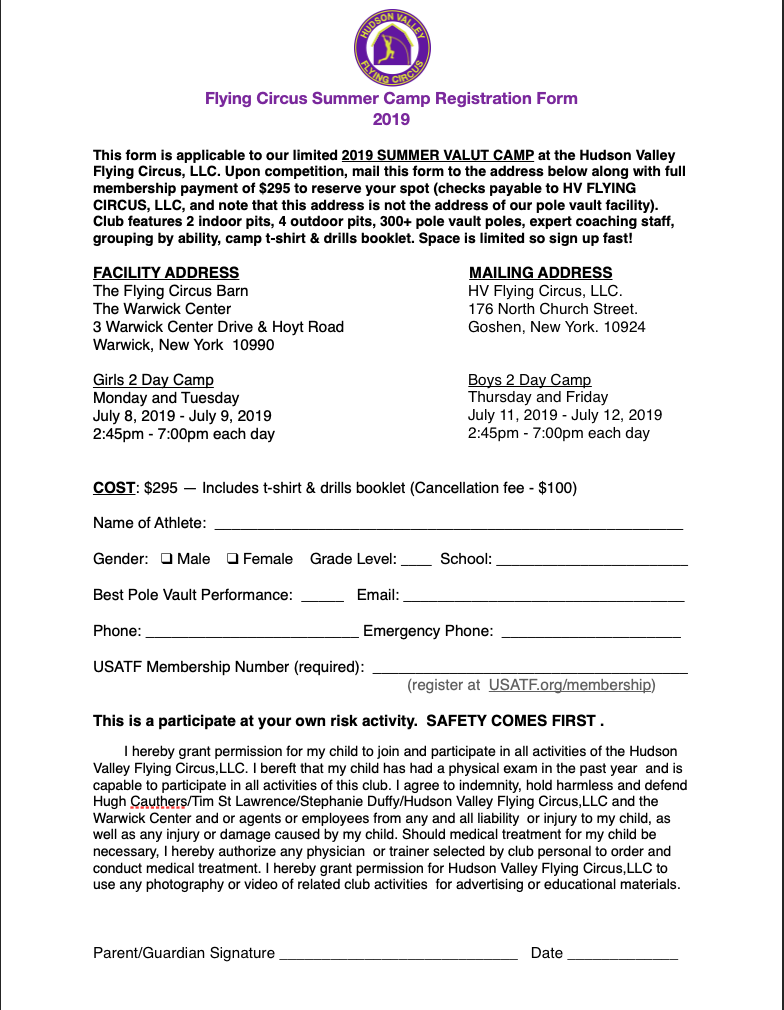 HUDSON VALLEY
FLYING CIRCUS
Flying Circus Summer Camp Registration Form
2019
This form is applicable to our limited 2019 SUMMER VALUT CAMP at the Hudson Valley
Flying Circus, LLC. Upon competition, mail this form to the address below along with full
membership payment of $295 to reserve your spot (checks payable to HV FLYING
CIRCUS, LLC, and note that this address is not the address of our pole vault facility).
Club features 2 indoor pits, 4 outdoor pits, 300+ pole vault poles, expert coaching staff,
grouping by ability, camp t-shirt & drills booklet. Space is limited so sign up fast!
FACILITY ADDRESS
The Flying Circus Barn
The Warwick Center
3 Warwick Center Drive & Hoyt Road
Warwick, New York  10990
MAILING ADDRESS
HV Flying Circus, LLC.
176 North Church Street.
Goshen, New York. 10924
Girls 2 Day Camp
Monday and Tuesday
July 8, 2019 - July 9, 2019
2:45pm - 7:00pm each day
Boys 2 Day Camp
Thursday and Friday
July 11, 2019 - July 12, 2019
2:45pm - 7:00pm each day
COST: $295 — Includes t-shirt & drills booklet (Cancellation fee - $100)
Name of Athlete: ____________________
Gender: ❑ Male ❑ Female Grade Level: ____ School: ____________________
Best Pole Vault Performance: _____ Email: ____________________
Phone: ____________________ Emergency Phone: ____________________
USATF Membership Number (required): ____________________
(register at USATF.org/membership)
This is a participate at your own risk activity.  SAFETY COMES FIRST .
I hereby grant permission for my child to join and participate in all activities of the Hudson
Valley Flying Circus,LLC. I bereft that my child has had a physical exam in the past year  and is
capable to participate in all activities of this club. I agree to indemnity, hold harmless and defend
Hugh Cauthers/Tim St Lawrence/Stephanie Duffy/Hudson Valley Flying Circus,LLC and the
Warwick Center and or agents or employees from any and all liability  or injury to my child, as
well as any injury or damage caused by my child. Should medical treatment for my child be
necessary, I hereby authorize any physician  or trainer selected by club personal to order and
conduct medical treatment. I hereby grant permission for Hudson Valley Flying Circus,LLC to
use any photography or video of related club activities  for advertising or educational materials.
Parent/Guardian Signature ____________________ Date _____________